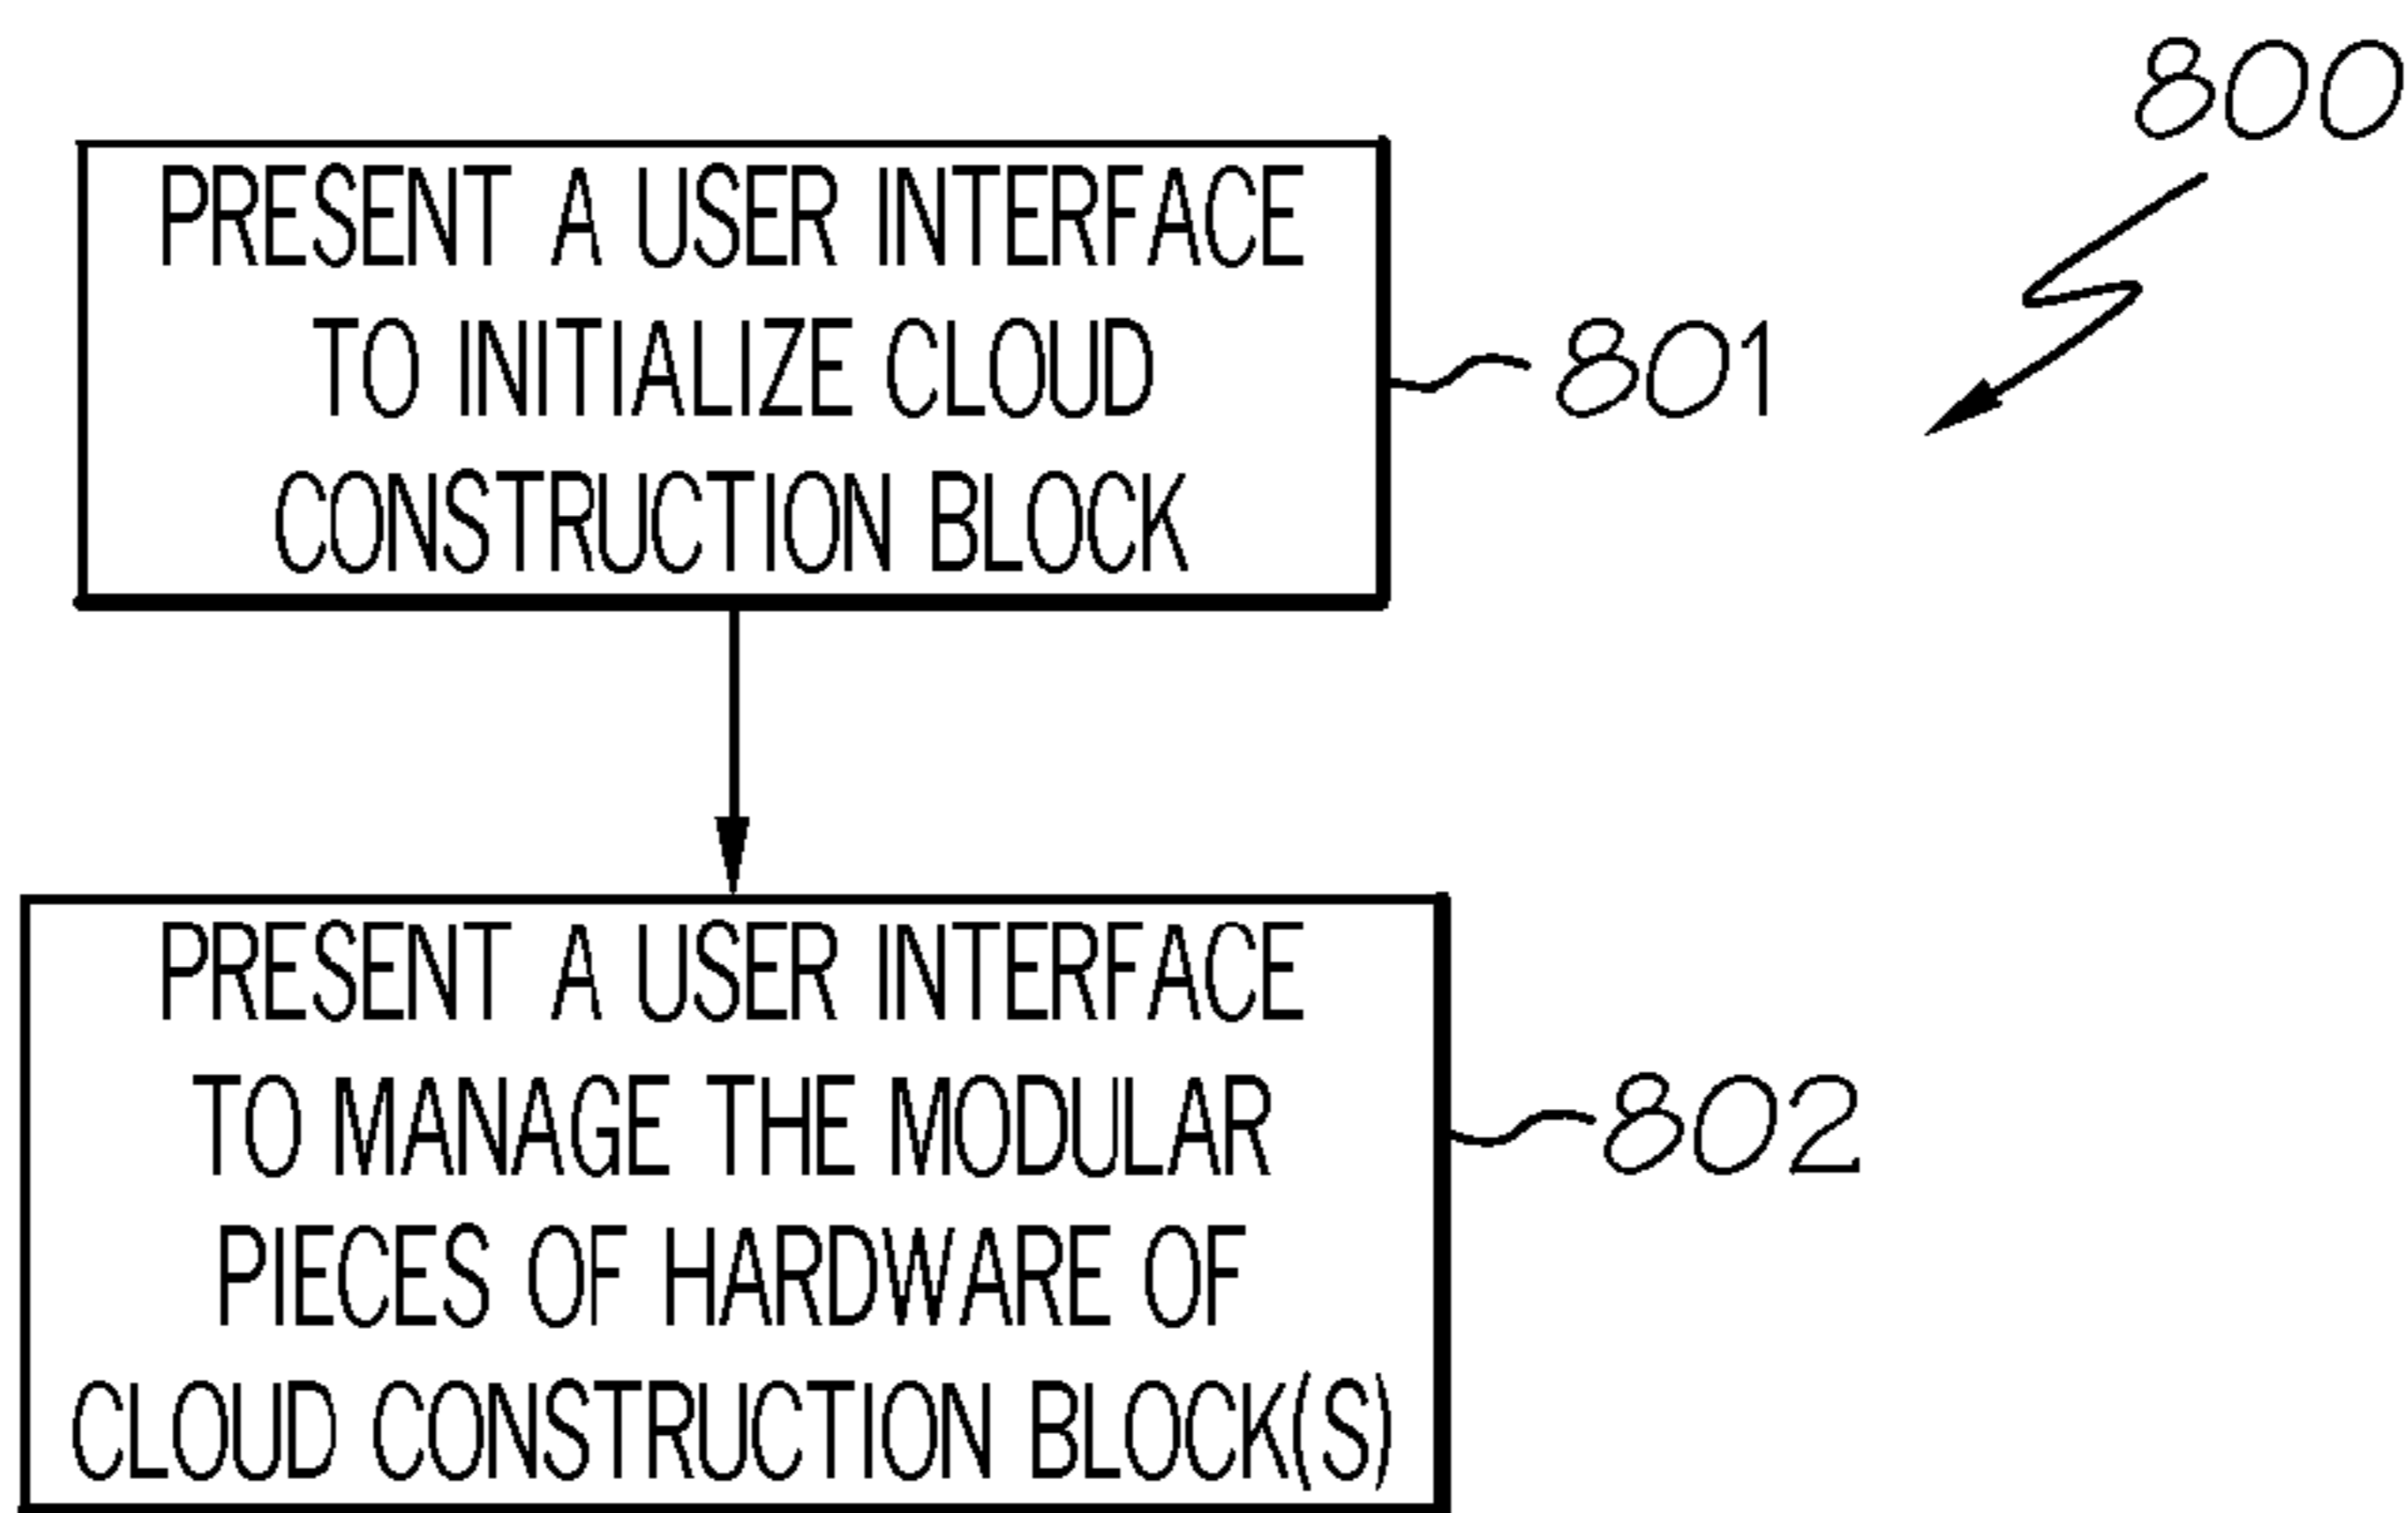 800
PRESENT A USER INTERFACE
TO INITIALIZE CLOUD
CONSTRUCTION BLOCK
801
PRESENT A USER INTERFACE
TO MANAGE THE MODULAR
PIECES OF HARDWARE OF
CLOUD CONSTRUCTION BLOCK(S)
802